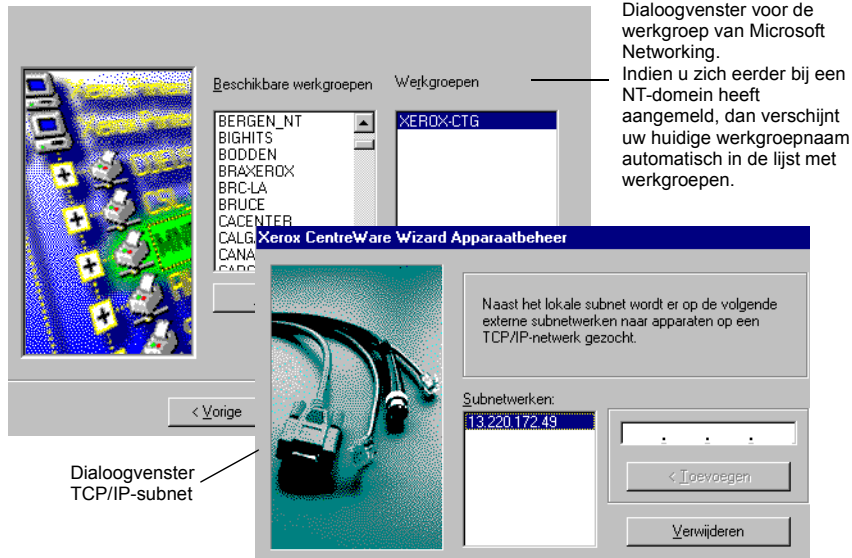 Dialoogvenster voor de
werkgroep van Microsoft
Networking.
Indien u zich eerder bij een
NT-domein heeft
aangemeld, dan verschijnt
uw huidige werkgroepnaam
automatisch in de lijst met
werkgroepen.
Beschikbare werkgroepen
Werkgroepen
BERGEN_NT
BIGHITS
BODDEN
BRAXEROX
BRC-LA
BRUCE
CACENTER
XEROX-CTG
< Vorige
Xerox CentreWare Wizard Apparaatbeheer
Naast het lokale subnet wordt er op de volgende
externe subnetwerken naar apparaten op een
TCP/IP-netwerk gezocht.
Subnetwerken:
13.220.172.49
. . .
< Toevoegen
Verwijderen
Dialoogvenster
TCP/IP-subnet